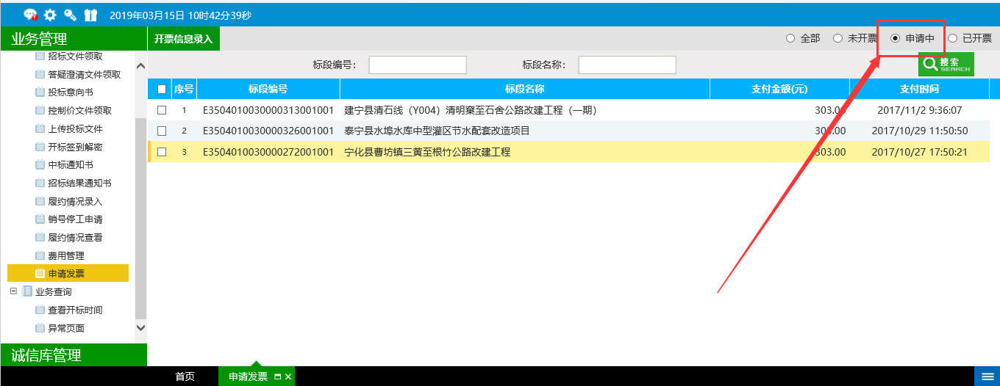 2019年03月15日 10时42分39秒
业务管理
招标文件领取
答疑澄清文件领取
投标意向书
控制价文件领取
上传投标文件
开标签到解密
中标通知书
招标结果通知书
履约情况录入
销号停工申请
履约情况查看
费用管理
申请发票
业务查询
查看开标时间
异常页面
诚信库管理
开票信息录入
全部 未开票 申请中 已开票
标段编号： 标段名称： 搜索
SEARCH
序号 标段编号 标段名称 支付金额(元) 支付时间
1 E3504010030000313001001 建宁县清石线（Y004）清明窠至石舍公路改建工程（一期） 303.00 2017/11/2 9:36:07
2 E3504010030000326001001 泰宁县水埠水库中型灌区节水配套改造项目 303.00 2017/10/29 11:50:50
3 E3504010030000272001001 宁化县曹坊镇三黄至根竹公路改建工程 303.00 2017/10/27 17:50:21
首页 申请发票